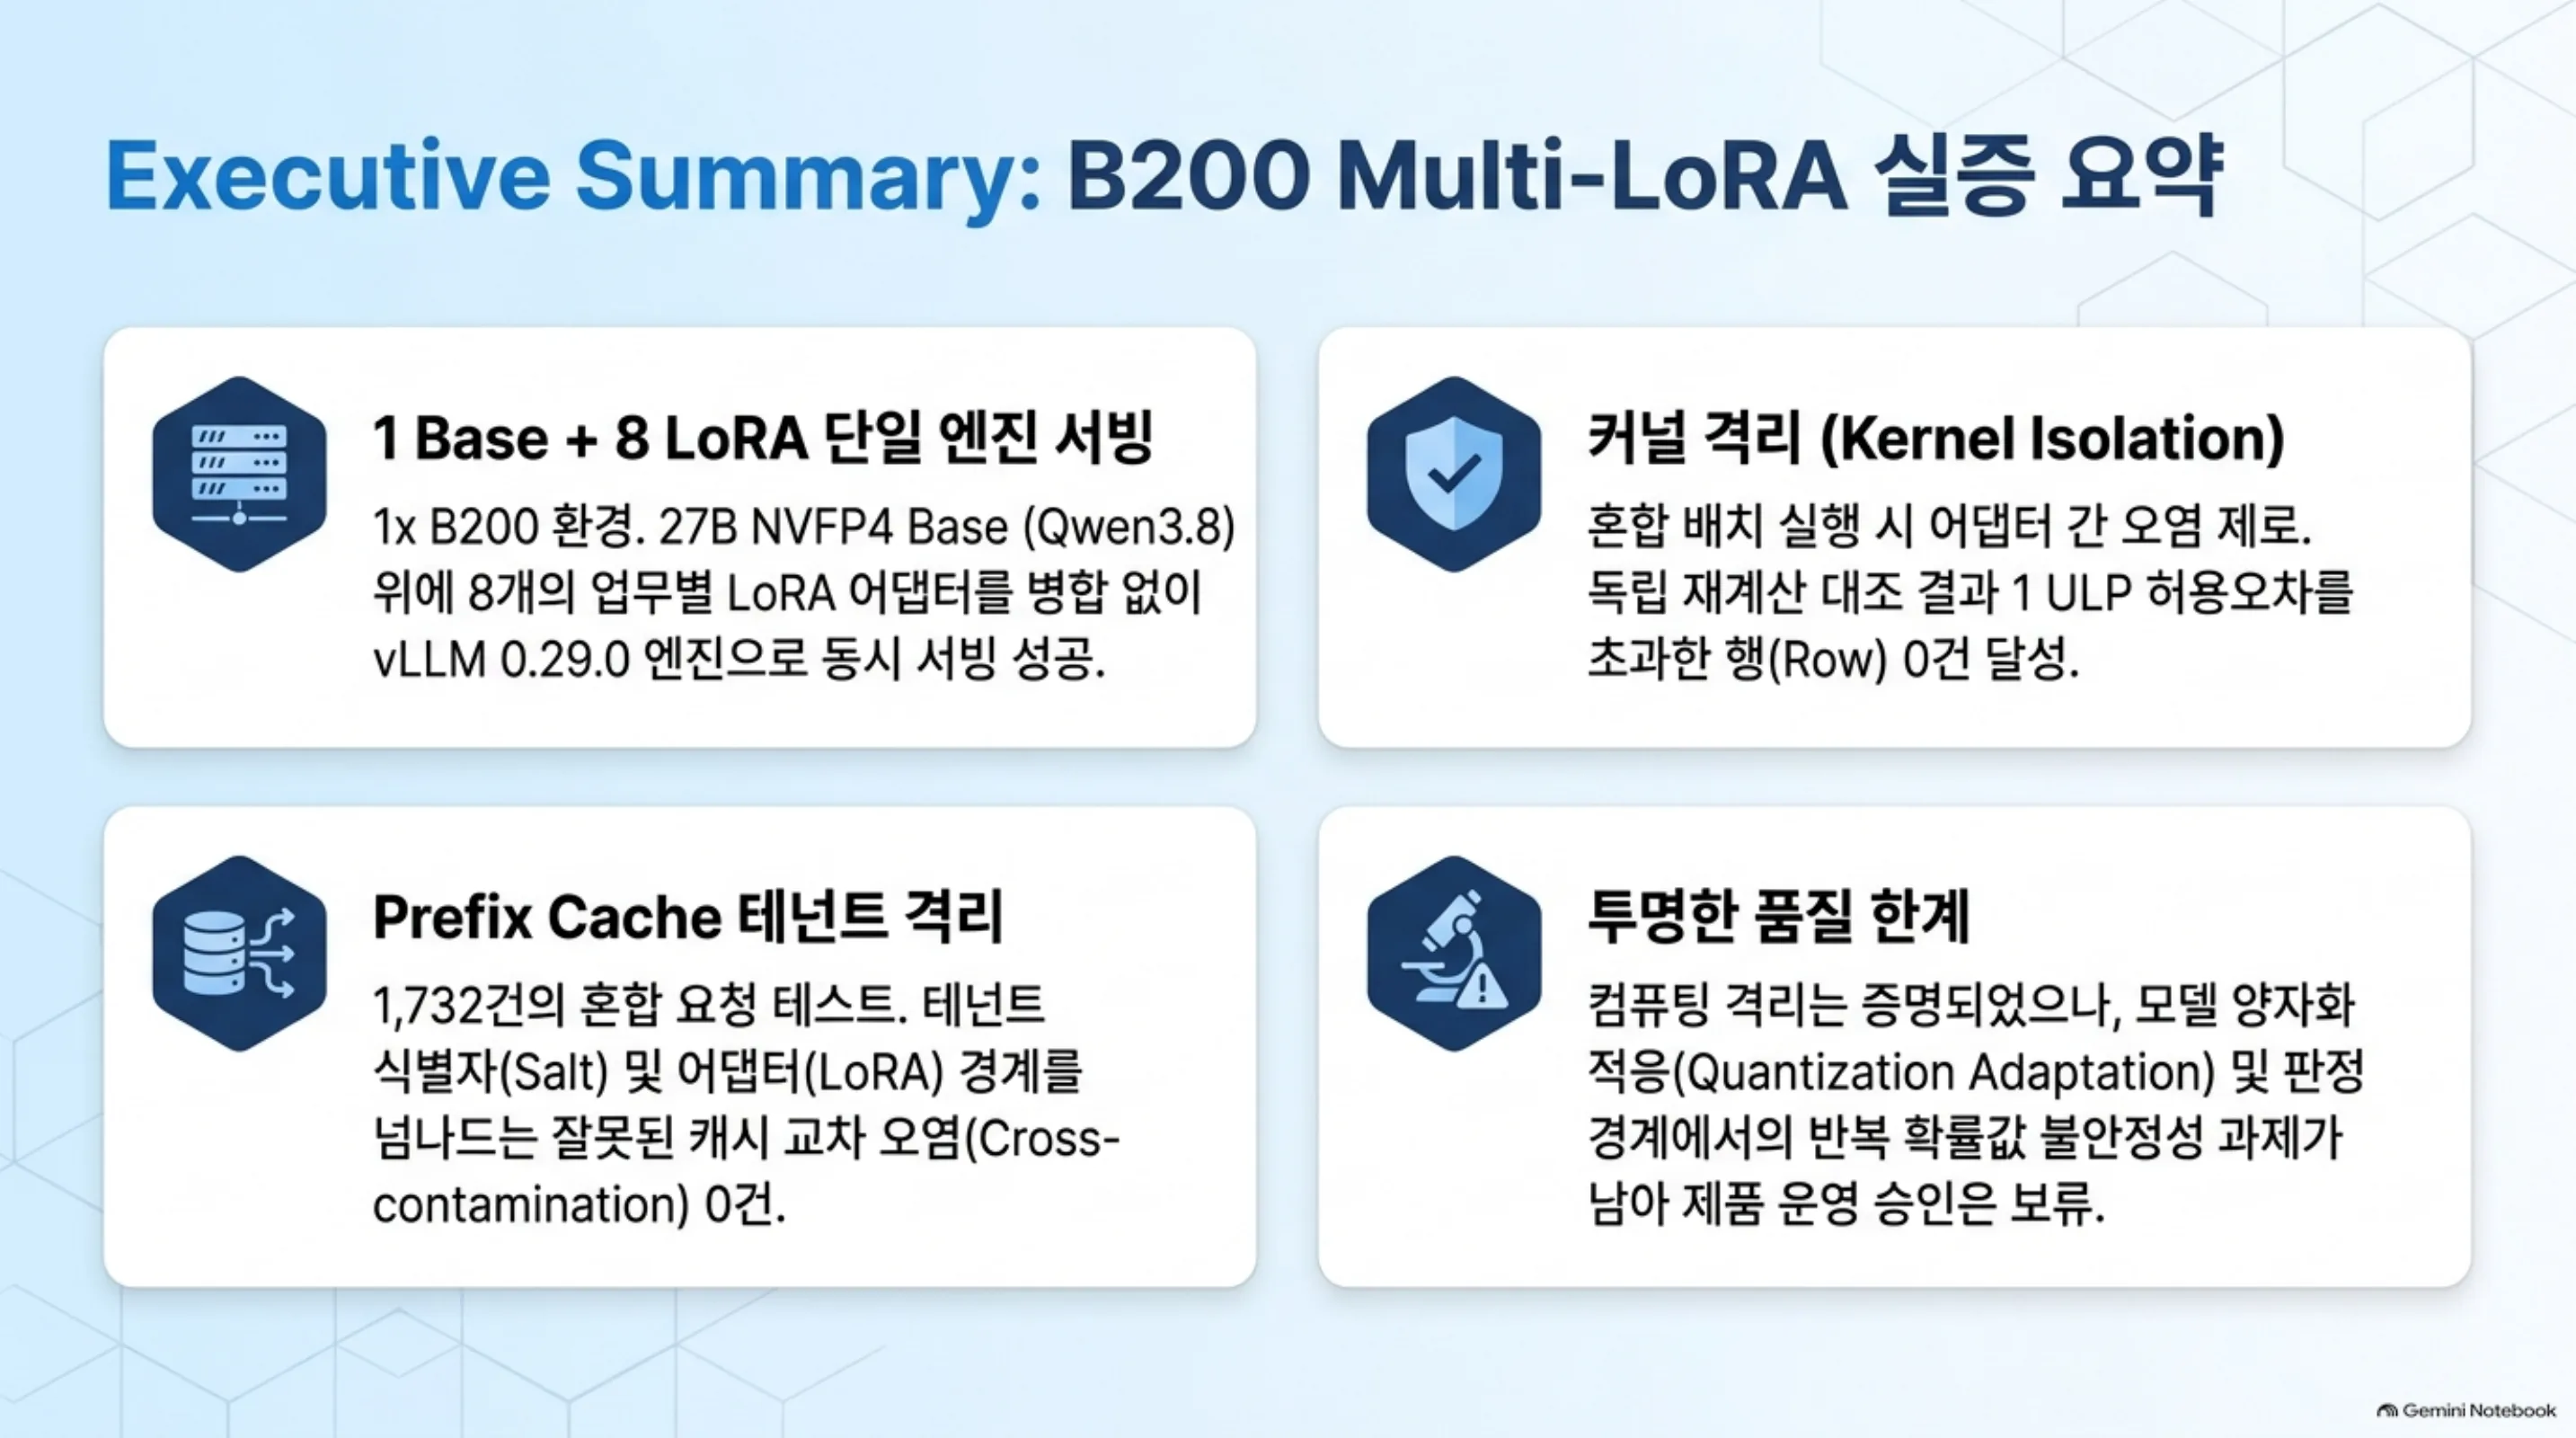 Executive Summary: B200 Multi-LoRA 실증 요약
1 Base + 8 LoRA 단일 엔진 서빙
1x B200 환경. 27B NVFP4 Base (Qwen3.8)
위에 8개의 업무별 LoRA 어댑터를 병합 없이
vLLM 0.29.0 엔진으로 동시 서빙 성공.
커널 격리 (Kernel Isolation)
혼합 배치 실행 시 어댑터 간 오염 제로.
독립 재계산 대조 결과 1 ULP 허용오차를
초과한 행(Row) 0건 달성.
Prefix Cache 테넌트 격리
1,732건의 혼합 요청 테스트. 테넌트
식별자(Salt) 및 어댑터(LoRA) 경계를
넘나드는 잘못된 캐시 교차 오염(Cross-
contamination) 0건.
투명한 품질 한계
컴퓨팅 격리는 증명되었으나, 모델 양자화
적응(Quantization Adaptation) 및 판정
경계에서의 반복 확률값 불안정성 과제가
남아 제품 운영 승인은 보류.
Gemini Notebook